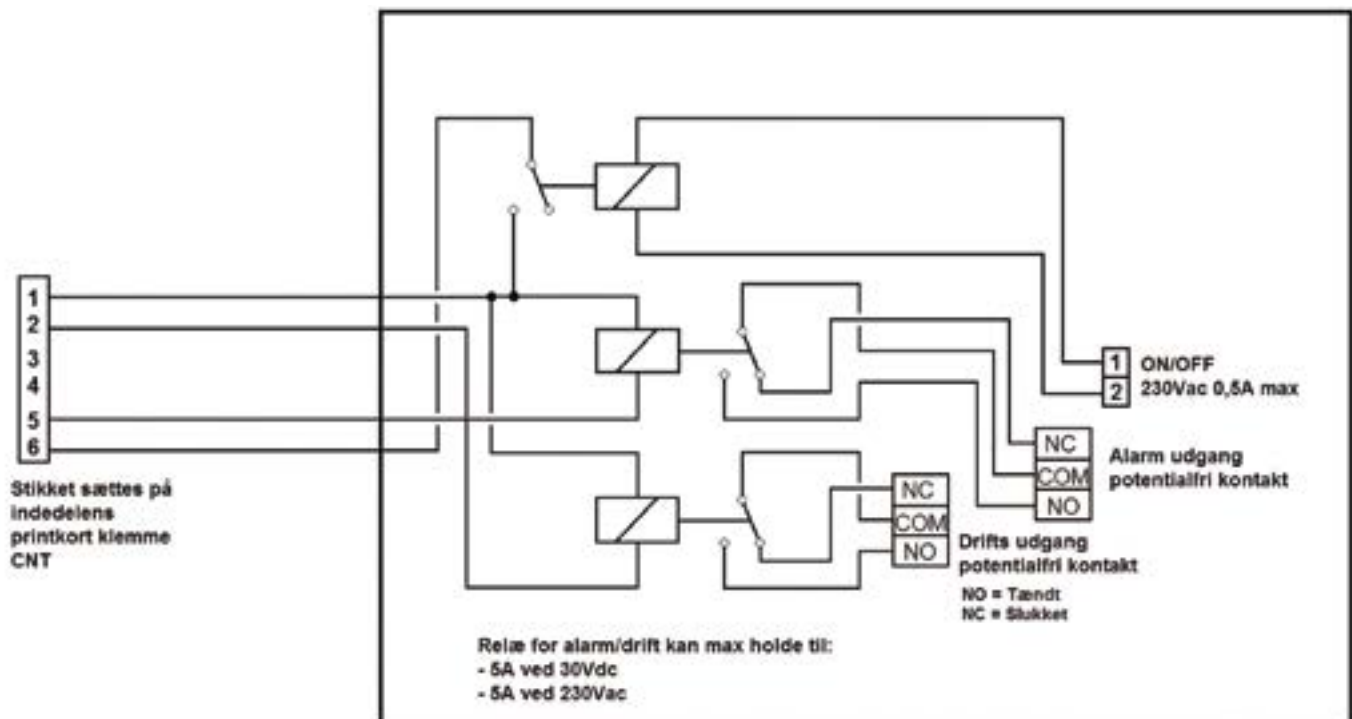 1
2
3
4
5
6
Stikket sættes på
indedelens
printkort klemme
CNT
1
2
ON/OFF
230Vac 0,5A max
NC
COM
NO
Alarm udgang
potentialfri kontakt
NC
COM
NO
Drifts udgang
potentialfri kontakt
NO = Tændt
NC = Slukket
Relæ for alarm/drift kan max holde til:
- 5A ved 30Vdc
- 5A ved 230Vac